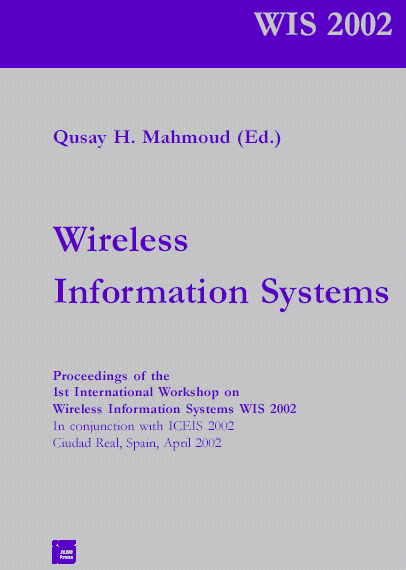 WIS 2002
Qusay H. Mahmoud (Ed.)
Wireless
Information Systems
Proceedings of the
1st International Workshop on
Wireless Information Systems WIS 2002
In conjunction with ICEIS 2002
Ciudad Real, Spain, April 2002